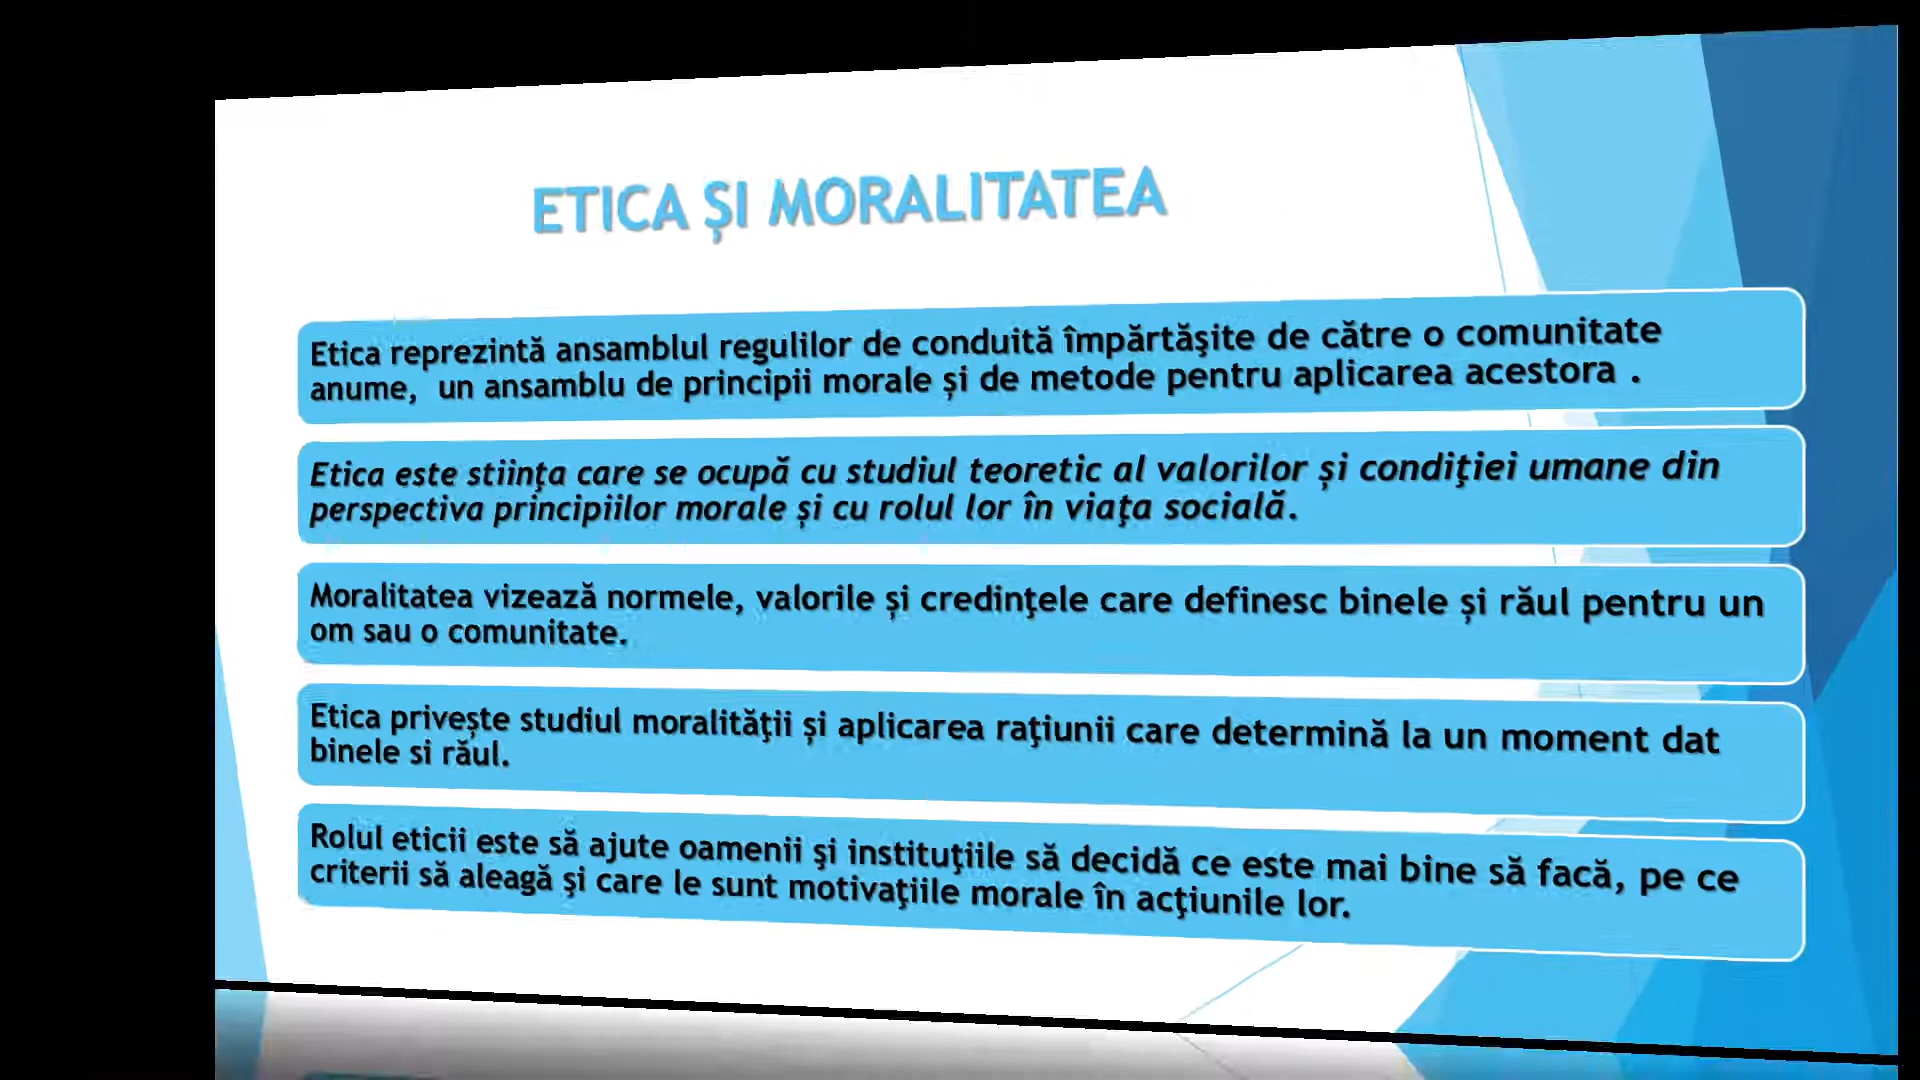 ETICA ȘI MORALITATEA
Etica reprezintă ansamblul regulilor de conduită împărtăşite de către o comunitate
anume, un ansamblu de principii morale și de metode pentru aplicarea acestora .
Etica este stiinţa care se ocupă cu studiul teoretic al valorilor și condiţiei umane din
perspectiva principiilor morale și cu rolul lor în viaţa socială.
Moralitatea vizează normele, valorile și credinţele care definesc binele și răul pentru un
om sau o comunitate.
Etica privește studiul moralităţii și aplicarea raţiunii care determină la un moment dat
binele si răul.
Rolul eticii este să ajute oamenii şi instituţiile să decidă ce este mai bine să facă, pe ce
criterii să aleagă şi care le sunt motivaţiile morale în acţiunile lor.